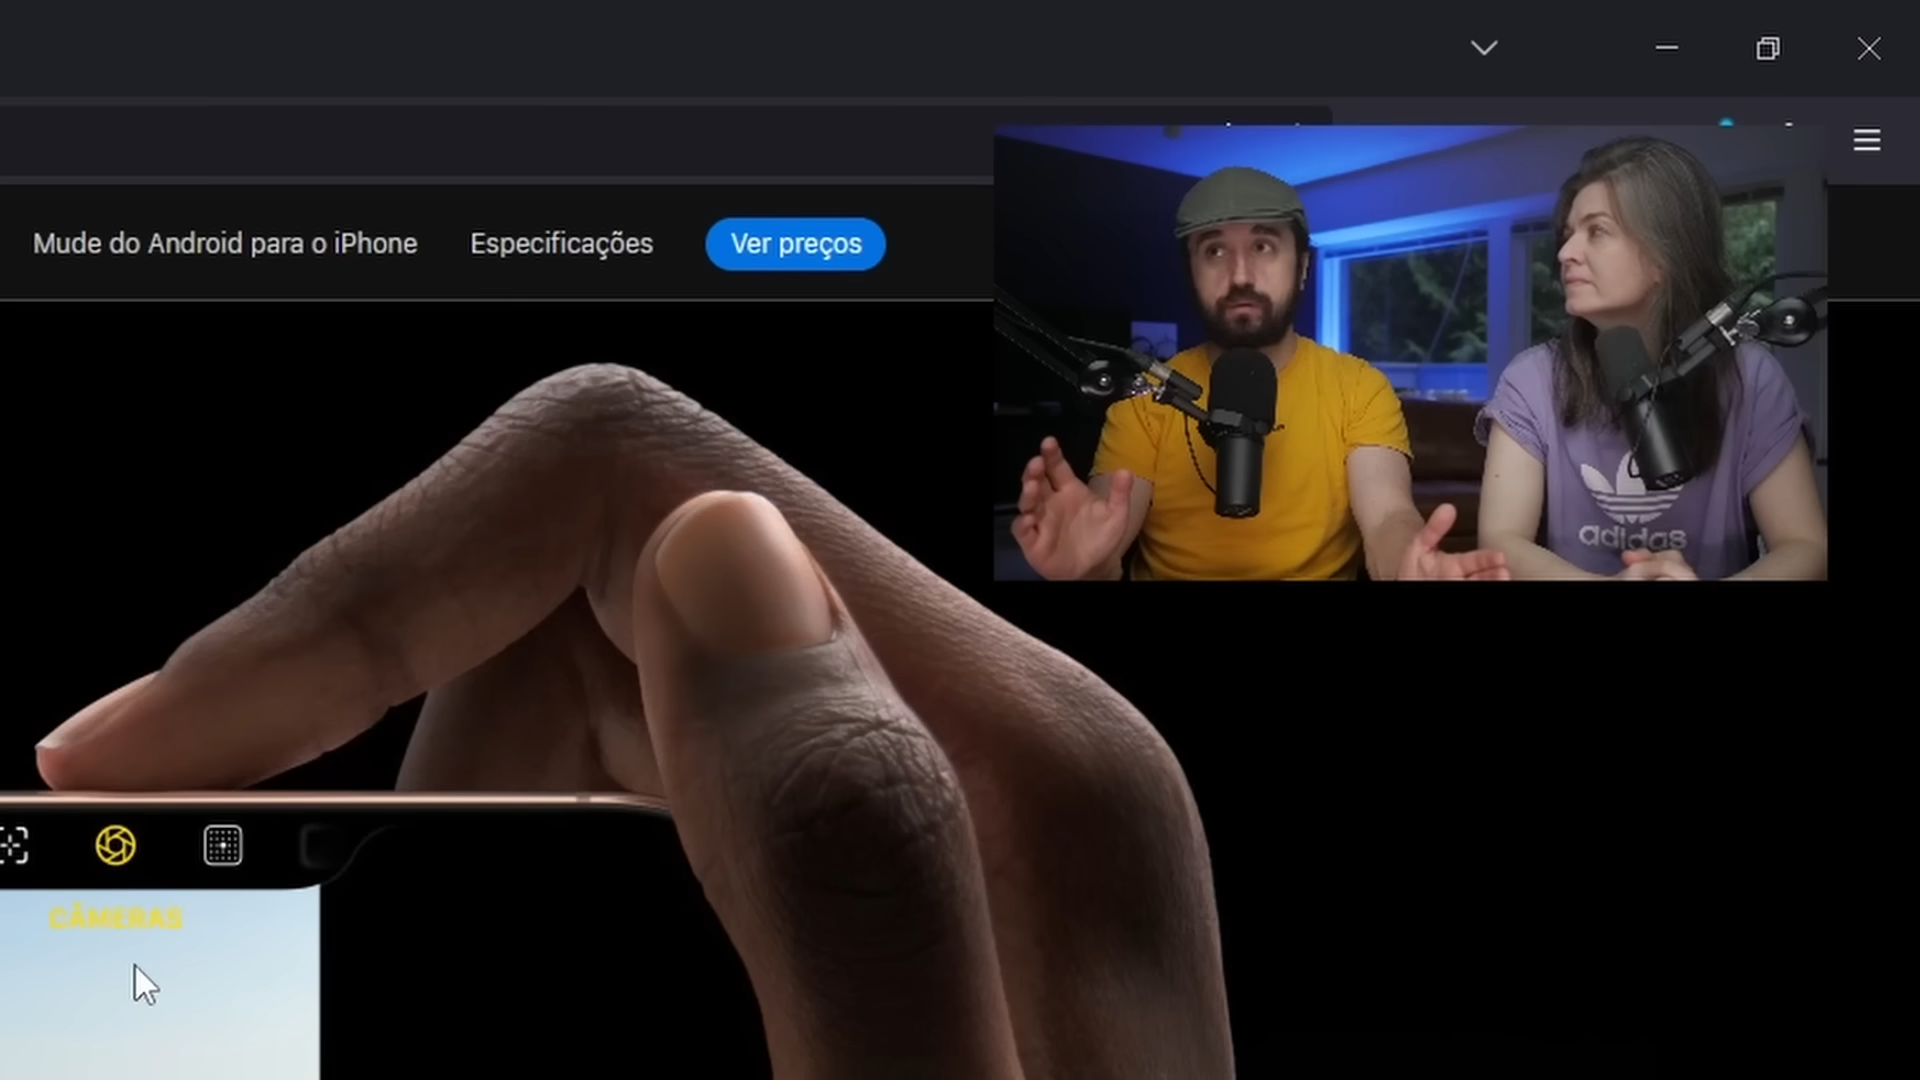 Mude do Android para o iPhone
Especificações
Ver preços
adidas
CÂMERAS